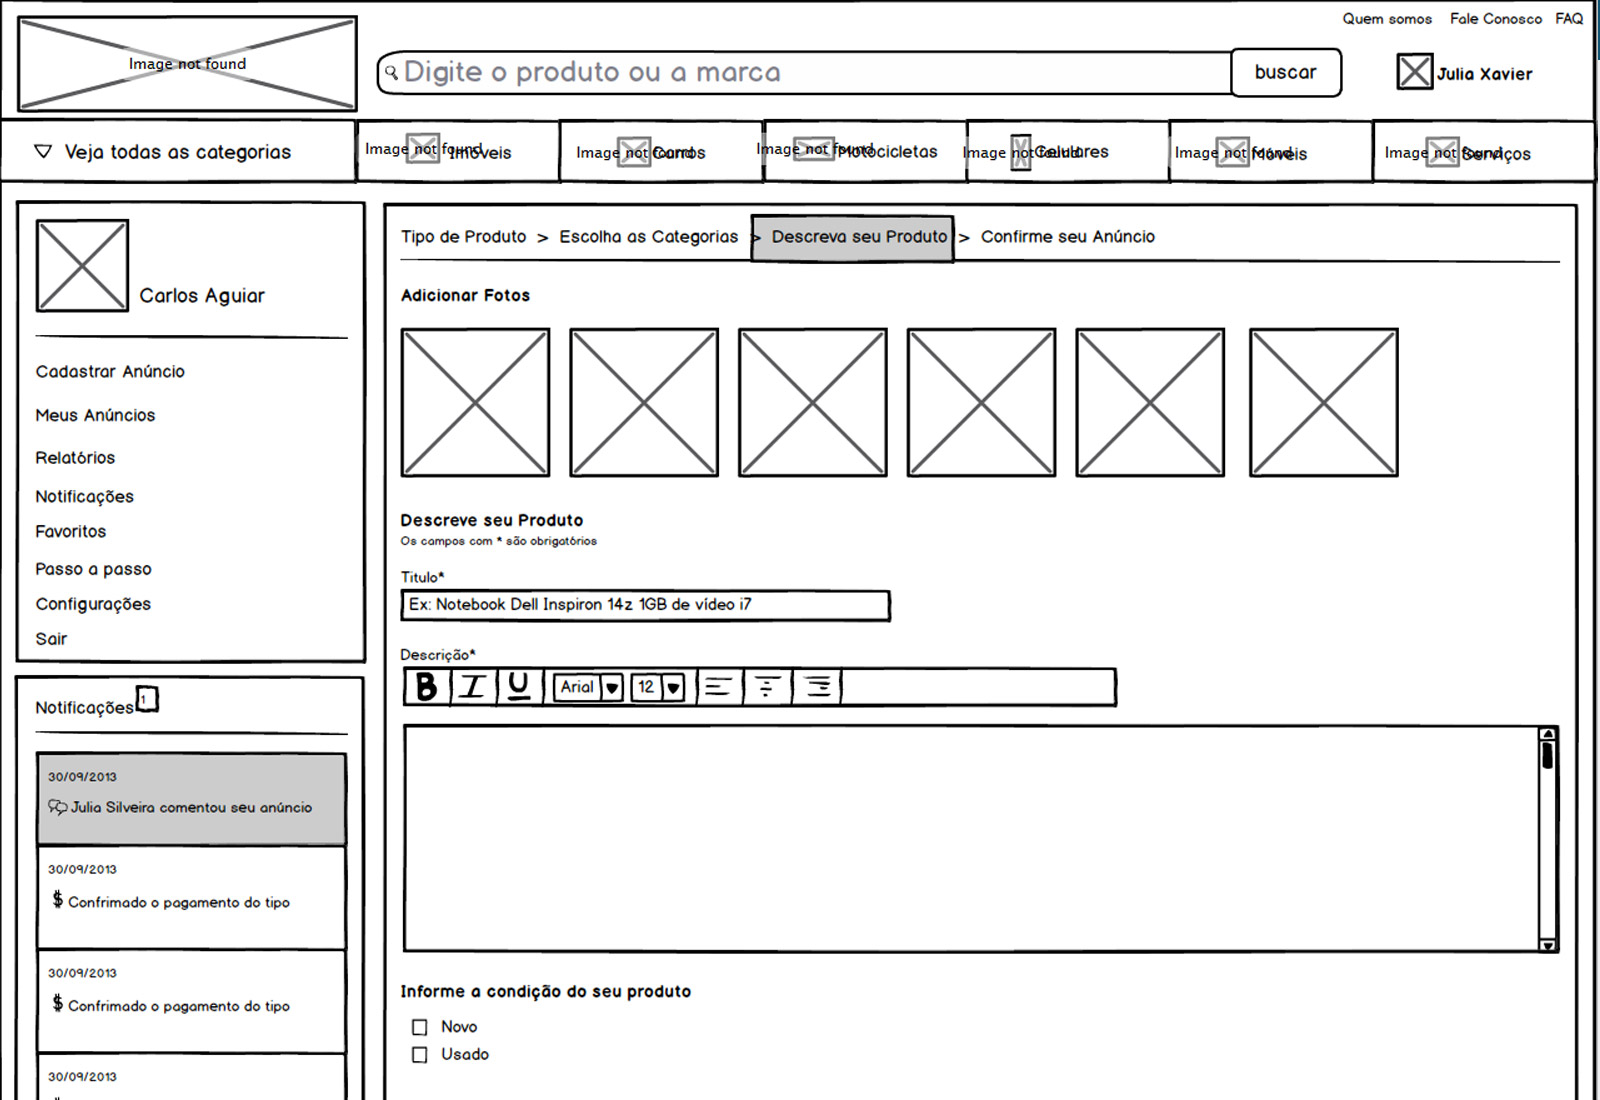 Quem somos Fale Conosco FAQ
Image not found
Digite o produto ou a marca
buscar
Julia Xavier
Veja todas as categorias
Image not found Imóveis
Image not found Carros
Image not found Motocicletas
Image not found Celulares
Image not found Móveis
Image not found Serviços
Carlos Aguiar
Cadastrar Anúncio
Meus Anúncios
Relatórios
Notificações
Favoritos
Passo a passo
Configurações
Sair
Notificações 1
30/09/2013
Julia Silveira comentou seu anúncio
30/09/2013
$ Confrimado o pagamento do tipo
30/09/2013
$ Confrimado o pagamento do tipo
30/09/2013
Tipo de Produto > Escolha as Categorias > Descreva seu Produto > Confirme seu Anúncio
Adicionar Fotos
Descreve seu Produto
Os campos com * são obrigatórios
Titulo*
Ex: Notebook Dell Inspiron 14z 1GB de vídeo i7
Descrição*
B I U Arial 12
Informe a condição do seu produto
Novo
Usado